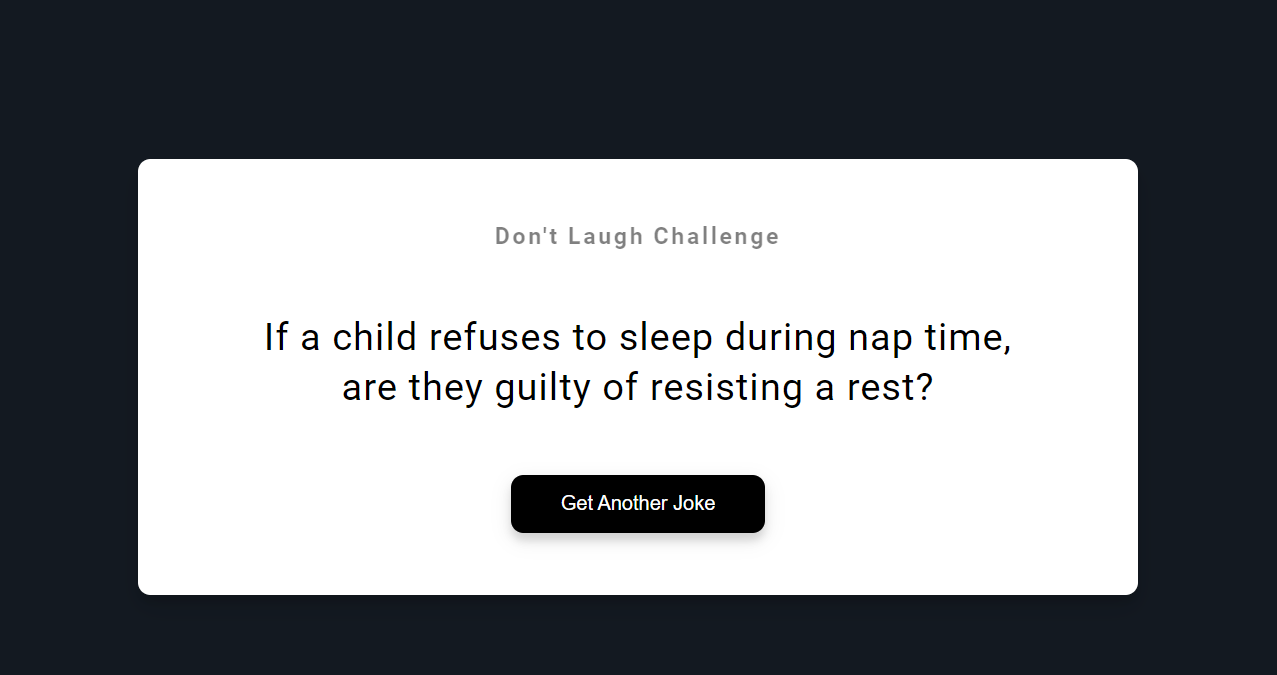 Don't Laugh Challenge
If a child refuses to sleep during nap time,
are they guilty of resisting a rest?
Get Another Joke